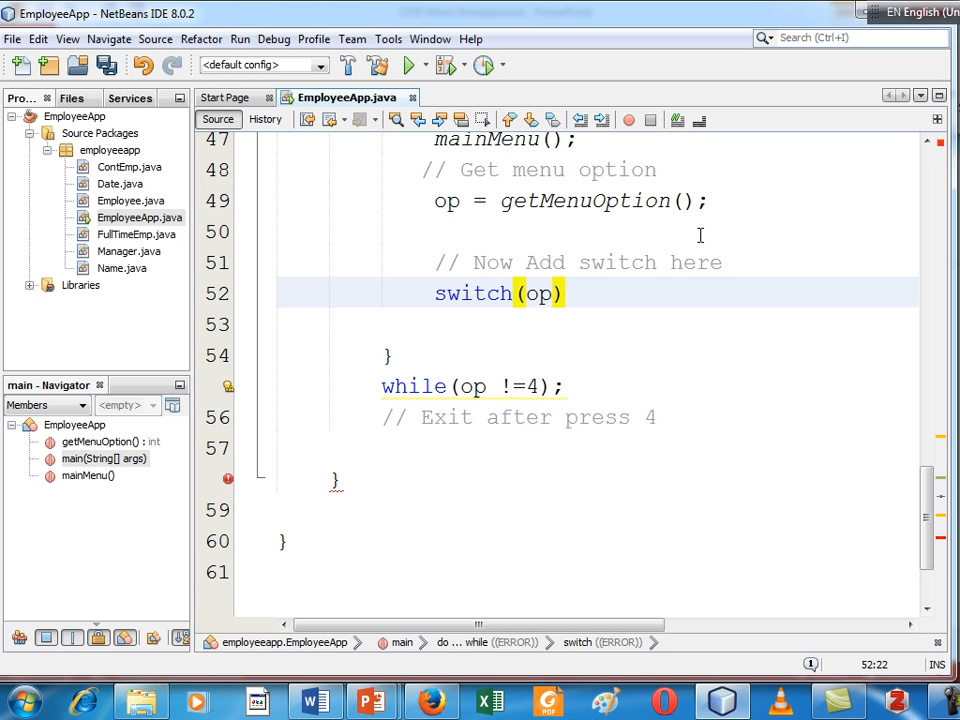 EmployeeApp - NetBeans IDE 8.0.2
EN English (Un
File Edit View Navigate Source Refactor Run Debug Profile Team Tools Window Help
Search (Ctrl+I)
<default config>
Pro... Files Services
Start Page
EmployeeApp.java
Source History
EmployeeApp
Source Packages
employeeapp
ContEmp.java
Date.java
Employee.java
EmployeeApp.java
FullTimeEmp.java
Manager.java
Name.java
Libraries
47 mainMenu();
48 // Get menu option
49 op = getMenuOption();
50
51 // Now Add switch here
52 switch(op)
53
54 }
while(op !=4);
56 // Exit after press 4
57
}
59
60 }
61
main - Navigator
Members <empty>
EmployeeApp
getMenuOption() : int
main(String[] args)
mainMenu()
employeeapp.EmployeeApp main do ... while ((ERROR)) switch ((ERROR))
1 52:22 INS